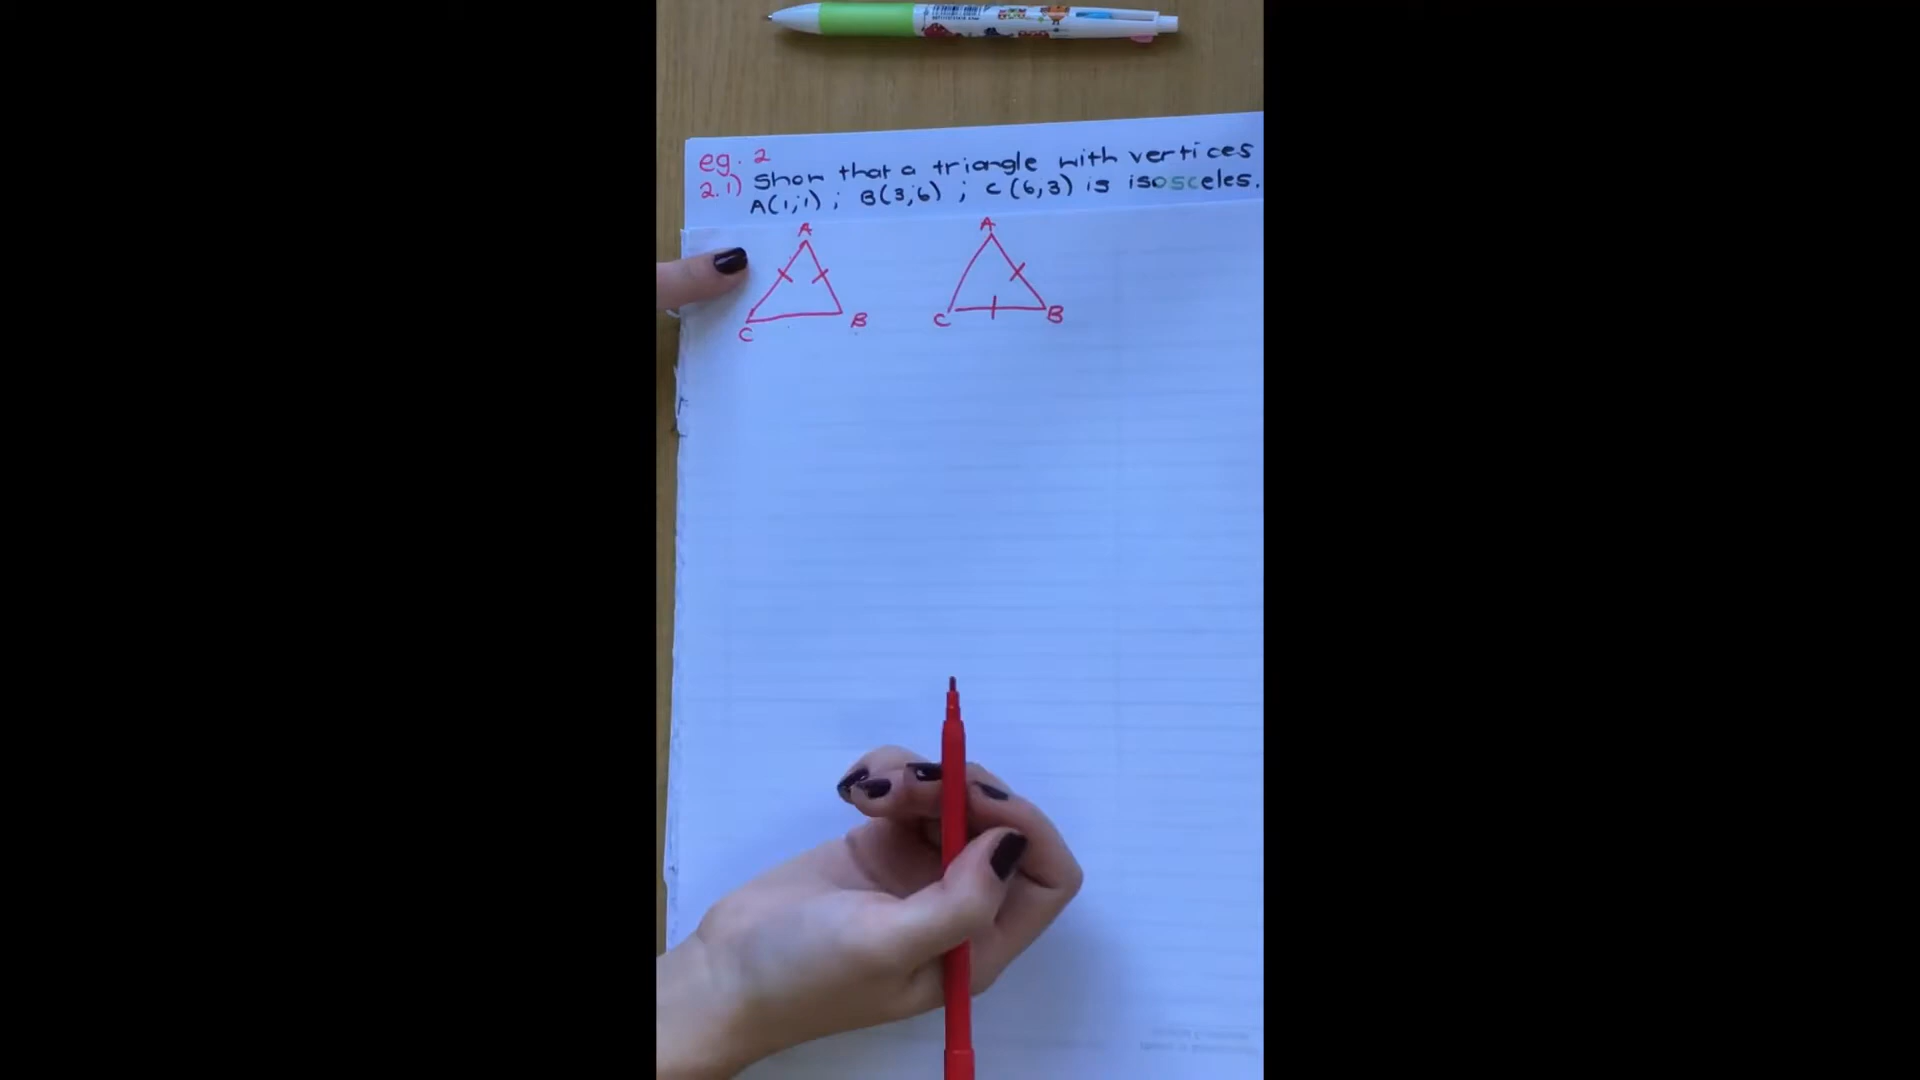 eg. 2
2.1) Show that a triangle with vertices
A(1;1) ; B(3;6) ; C(6,3) is isosceles.
A A
C B C B